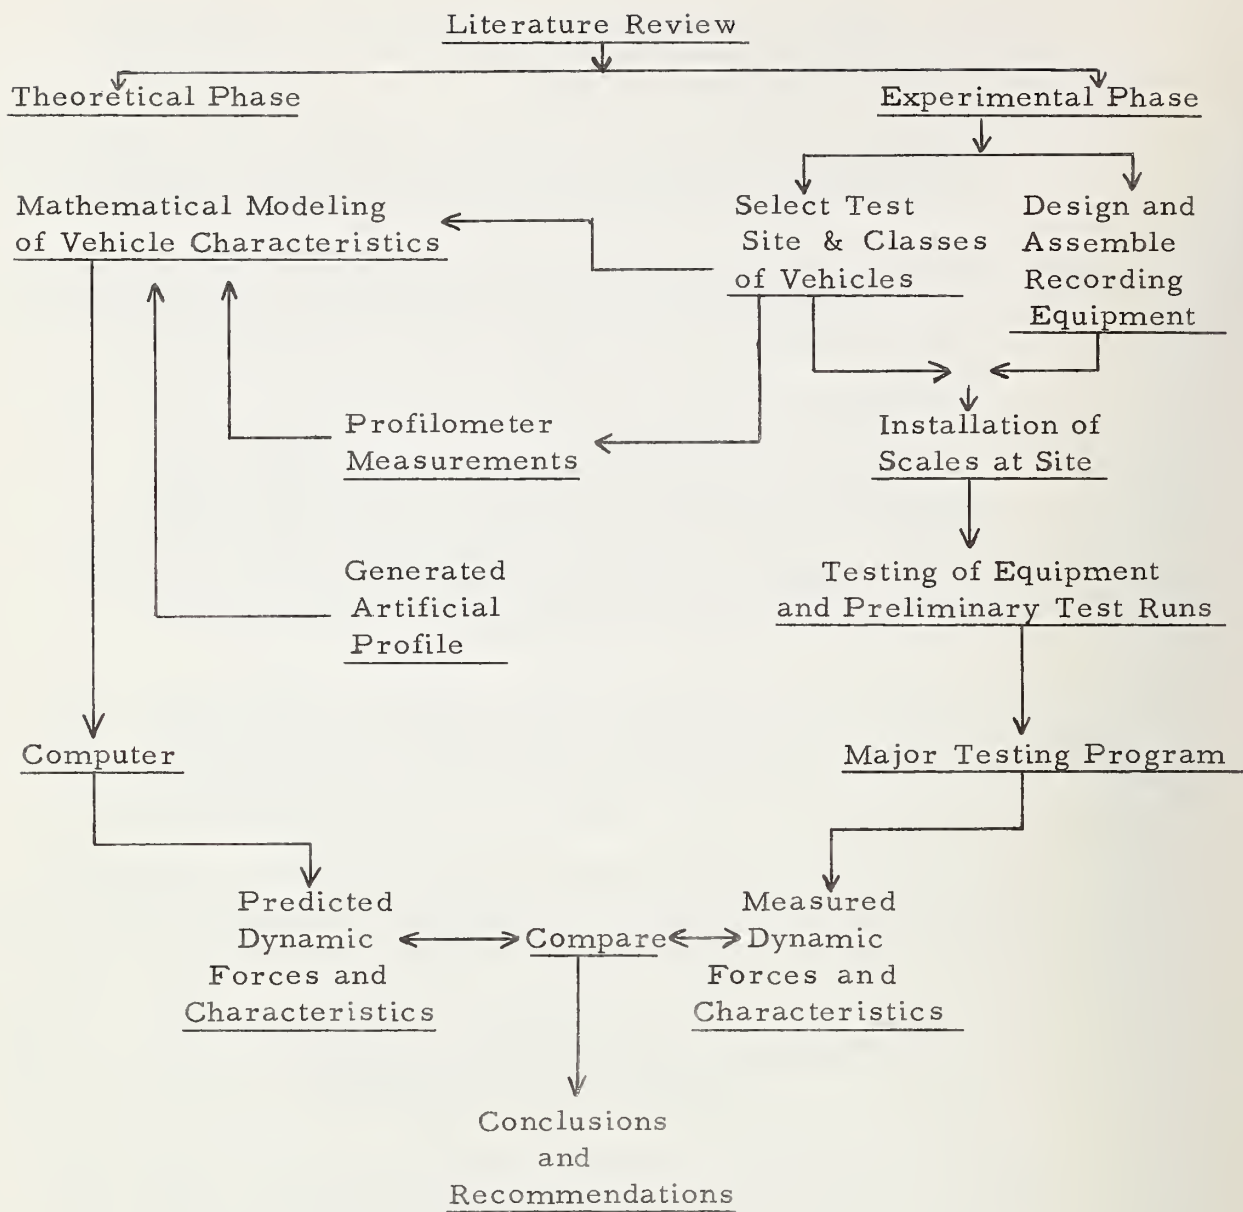 Literature Review
Theoretical Phase
Experimental Phase
Mathematical Modeling
of Vehicle Characteristics
Select Test
Site & Classes
of Vehicles
Design and
Assemble
Recording
Equipment
Profilometer
Measurements
Installation of
Scales at Site
Generated
Artificial
Profile
Testing of Equipment
and Preliminary Test Runs
Computer
Major Testing Program
Predicted
Dynamic
Forces and
Characteristics
Compare
Measured
Dynamic
Forces and
Characteristics
Conclusions
and
Recommendations